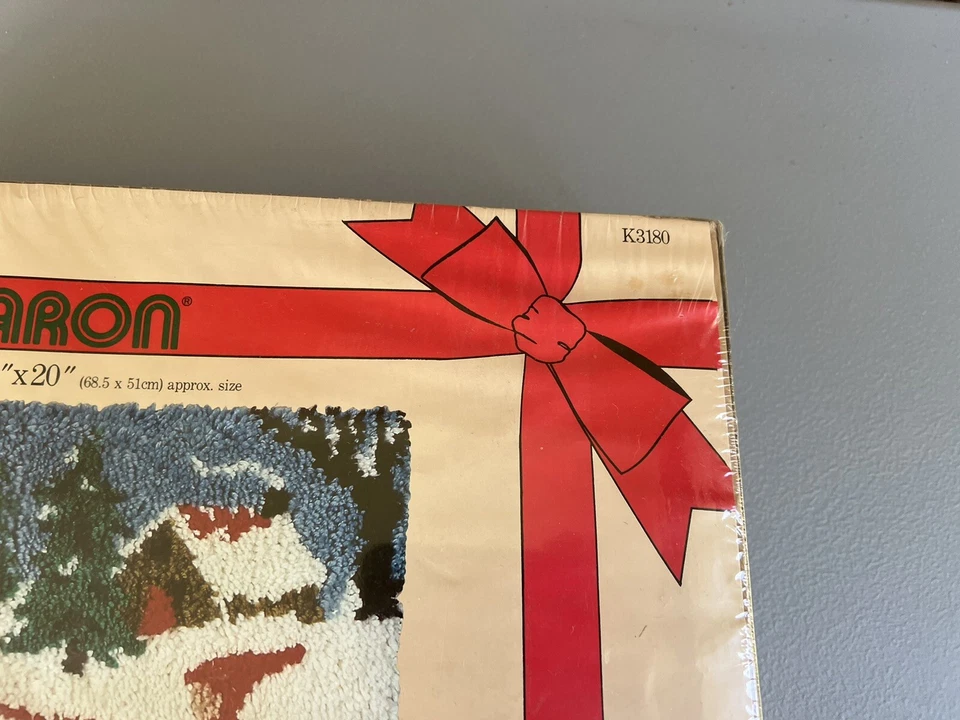 K3180
ARON®
"x20" (68.5 x 51cm) approx. size